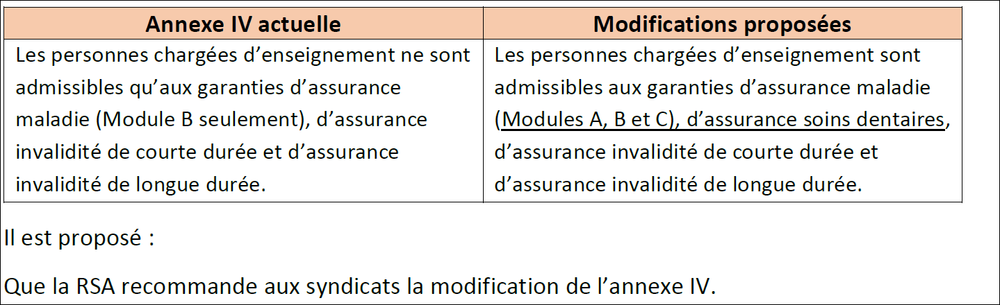 Annexe IV actuelle
Les personnes chargées d’enseignement ne sont
admissibles qu’aux garanties d’assurance
maladie (Module B seulement), d’assurance
invalidité de courte durée et d’assurance
invalidité de longue durée.
Modifications proposées
Les personnes chargées d’enseignement sont
admissibles aux garanties d’assurance maladie
(Modules A, B et C), d’assurance soins dentaires,
d’assurance invalidité de courte durée et
d’assurance invalidité de longue durée.
Il est proposé :
Que la RSA recommande aux syndicats la modification de l’annexe IV.